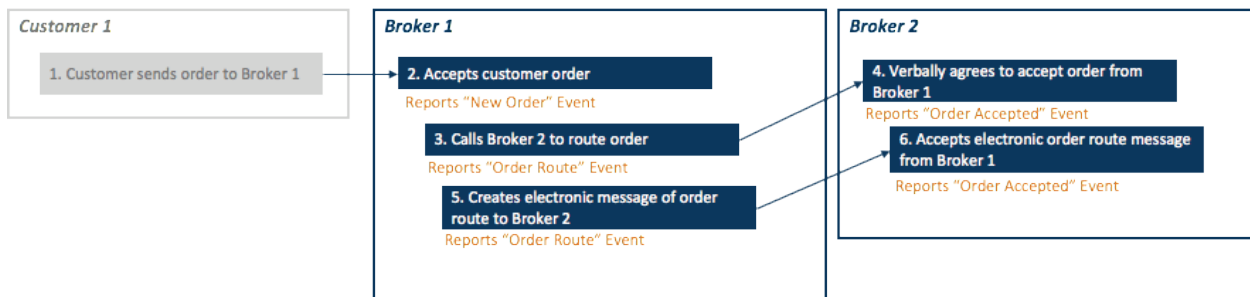 Customer 1
1. Customer sends order to Broker 1
Broker 1
2. Accepts customer order
Reports "New Order" Event
3. Calls Broker 2 to route order
Reports "Order Route" Event
5. Creates electronic message of order
route to Broker 2
Reports "Order Route" Event
Broker 2
4. Verbally agrees to accept order from
Broker 1
Reports "Order Accepted" Event
6. Accepts electronic order route message
from Broker 1
Reports "Order Accepted" Event